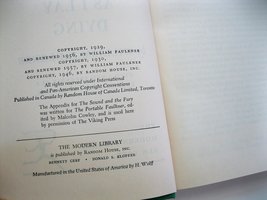 COPYRIGHT, 1929,
AND RENEWED 1956, BY WILLIAM FAULKNER
COPYRIGHT, 1930,
AND RENEWED 1957, BY WILLIAM FAULKNER
COPYRIGHT, 1946, BY RANDOM HOUSE, INC.
All rights reserved under International
and Pan-American Copyright Conventions
Published in Canada by Random House of Canada Limited, Toronto
The Appendix for The Sound and the Fury
was written for The Portable Faulkner, ed-
ited by Malcolm Cowley, and is used here
by permission of The Viking Press
THE MODERN LIBRARY
is published by RANDOM HOUSE, INC.
BENNETT CERF · DONALD S. KLOPFER
Manufactured in the United States of America by H. Wolff